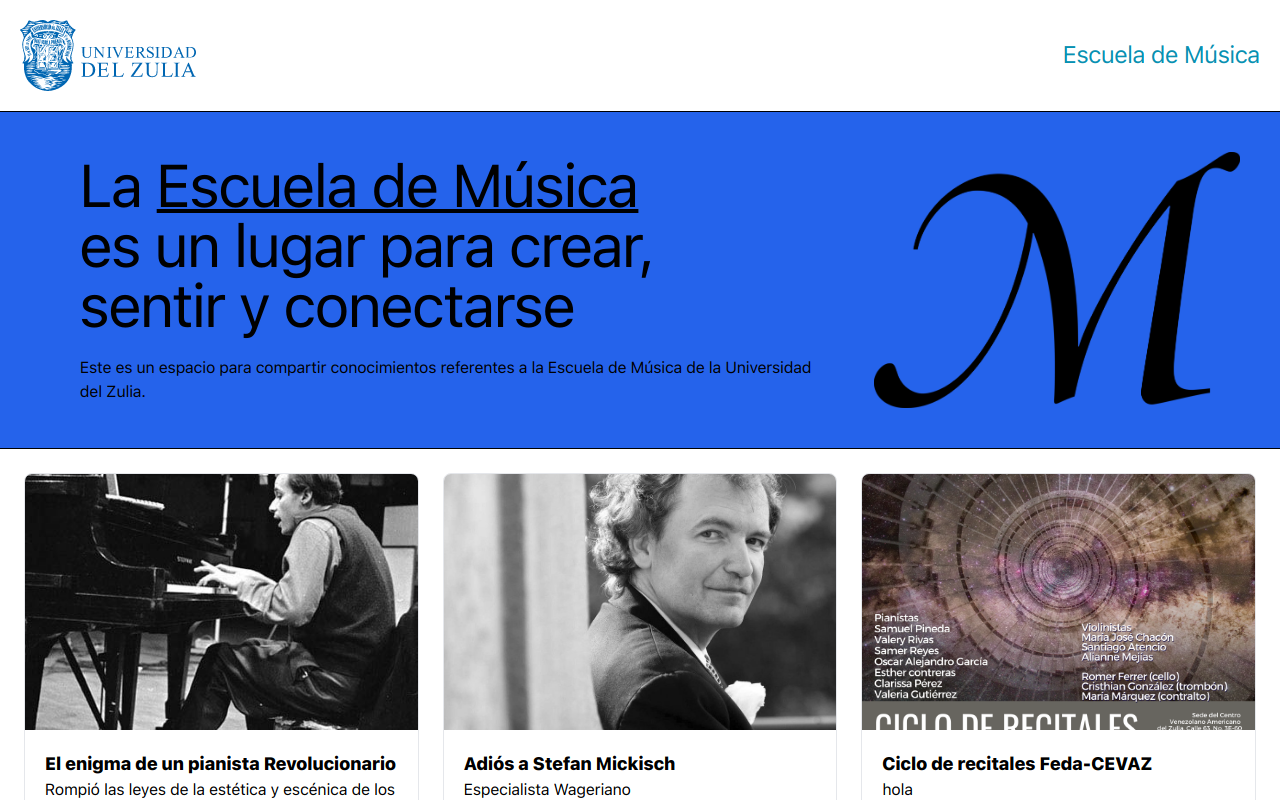 UNIVERSIDAD
DEL ZULIA
Escuela de Música
La Escuela de Música
es un lugar para crear,
sentir y conectarse
Este es un espacio para compartir conocimientos referentes a la Escuela de Música de la Universidad
del Zulia.
M
Pianistas
Samuel Pineda
Valery Rivas
Samer Reyes
Oscar Alejandro García
Esther contreras
Clarissa Pérez
Valeria Gutiérrez
Violinistas
María José Chacón
Santiago Atencio
Alianne Mejías
Romer Ferrer (cello)
Cristhian González (trombón)
María Márquez (contralto)
CICLO DE RECITALES
Sede del Centro
Venezolano Americano
del Zulia. Calle 63. No. 3E-60
El enigma de un pianista Revolucionario
Rompió las leyes de la estética y escénica de los
Adiós a Stefan Mickisch
Especialista Wageriano
Ciclo de recitales Feda-CEVAZ
hola